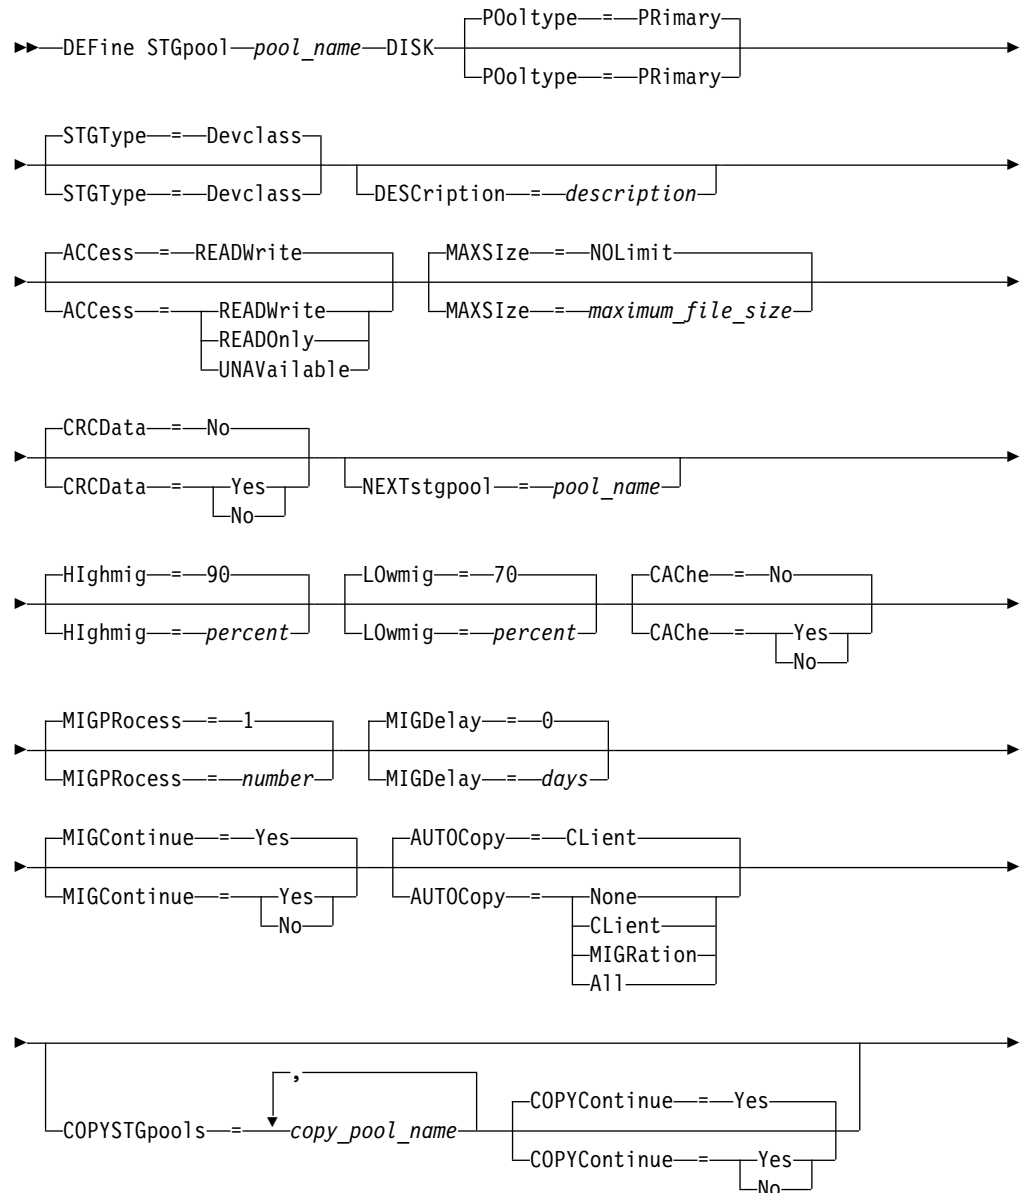 POoltype = PRimary
DEFine STGpool pool_name DISK
POoltype = PRimary
STGType = Devclass
STGType = Devclass
DESCription = description
ACCess = READWrite
MAXSIze = NOLimit
ACCess = READWrite
MAXSIze = maximum_file_size
READOnly
UNAVailable
CRCData = No
CRCData = Yes
NEXTstgpool = pool_name
No
HIghmig = 90
LOwmig = 70
CAChe = No
HIghmig = percent
LOwmig = percent
CAChe = Yes
No
MIGPRocess = 1
MIGDelay = 0
MIGPRocess = number
MIGDelay = days
MIGContinue = Yes
AUTOCopy = CLient
MIGContinue = Yes
AUTOCopy = None
No
CLient
MIGRation
All
,
COPYContinue = Yes
COPYSTGpools = copy_pool_name
COPYContinue = Yes
No